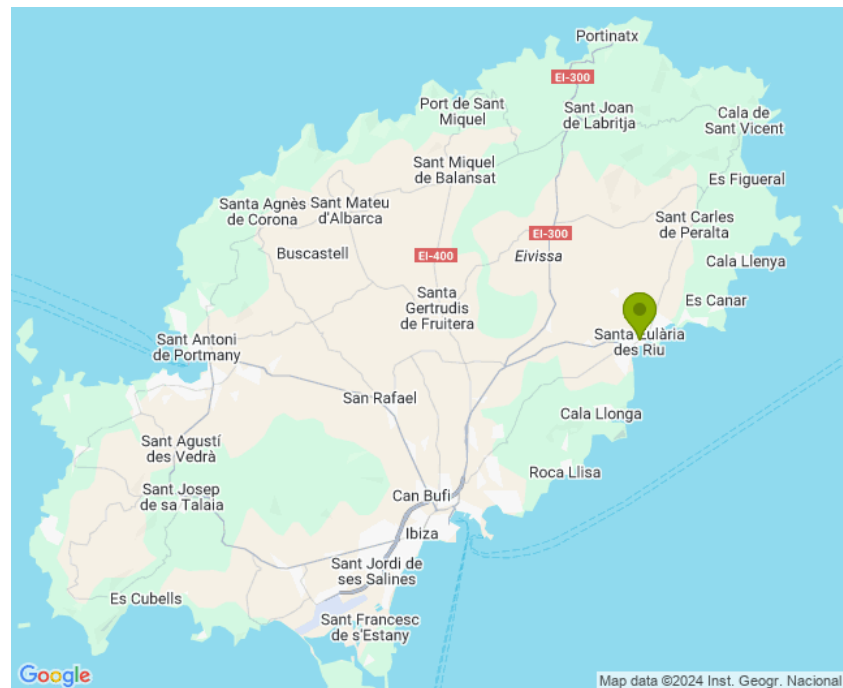 Portinatx
EI-300
Port de Sant
Miquel
Sant Joan
de Labritja
Cala de
Sant Vicent
Sant Miquel
de Balansat
Es Figueral
Santa Agnès
de Corona
Sant Mateu
d'Albarca
Sant Carles
de Peralta
EI-300
Buscastell
EI-400
Eivissa
Cala Llenya
Santa
Gertrudis
de Fruitera
Es Canar
Sant Antoni
de Portmany
Santa Eulària
des Riu
San Rafael
Cala Llonga
Sant Agustí
des Vedrà
Roca Llisa
Sant Josep
de sa Talaia
Can Bufi
Ibiza
Sant Jordi de
ses Salines
Es Cubells
Sant Francesc
de s'Estany
Google
Map data ©2024 Inst. Geogr. Nacional